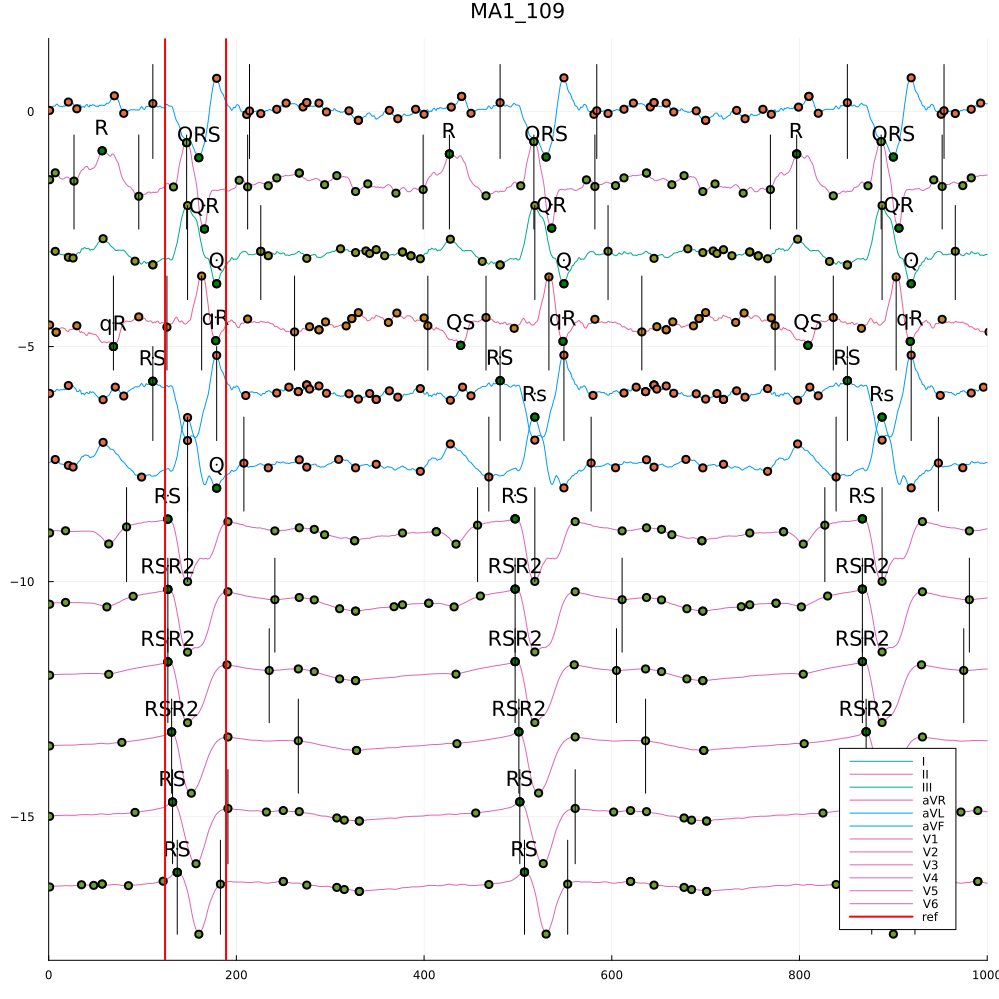 MA1_109
0
R
QRS
R
QRS
R
QRS
QR
QR
QR
Q
Q
Q
qR
qR
QS
qR
QS
qR
−5
RS
RS
RS
Rs
Rs
Q
RS
RS
RS
−10
RSR2
RSR2
RSR2
RSR2
RSR2
RSR2
RSR2
RSR2
RSR2
RS
RS
−15
RS
RS
I
II
III
aVR
aVL
aVF
V1
V2
V3
V4
V5
V6
ref
0
200
400
600
800
1000